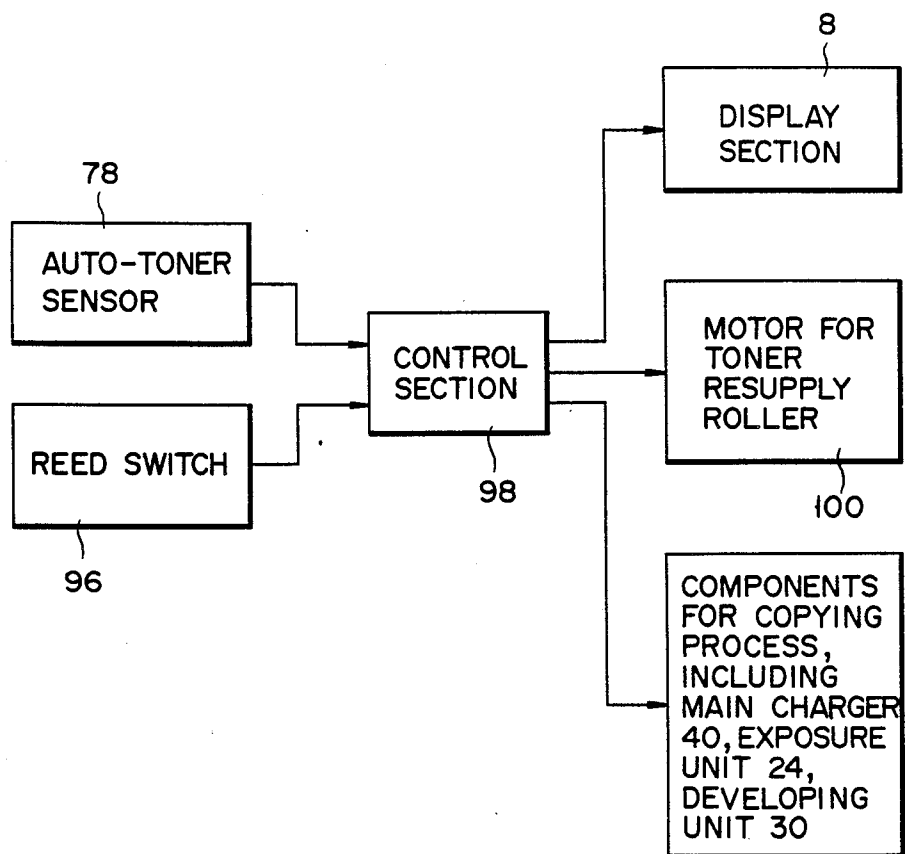 8
DISPLAY
SECTION
78
AUTO-TONER
SENSOR
MOTOR FOR
TONER
RESUPPLY
ROLLER
CONTROL
SECTION
REED SWITCH
98
100
96
COMPONENTS
FOR COPYING
PROCESS,
INCLUDING
MAIN CHARGER
40, EXPOSURE
UNIT 24,
DEVELOPING
UNIT 30